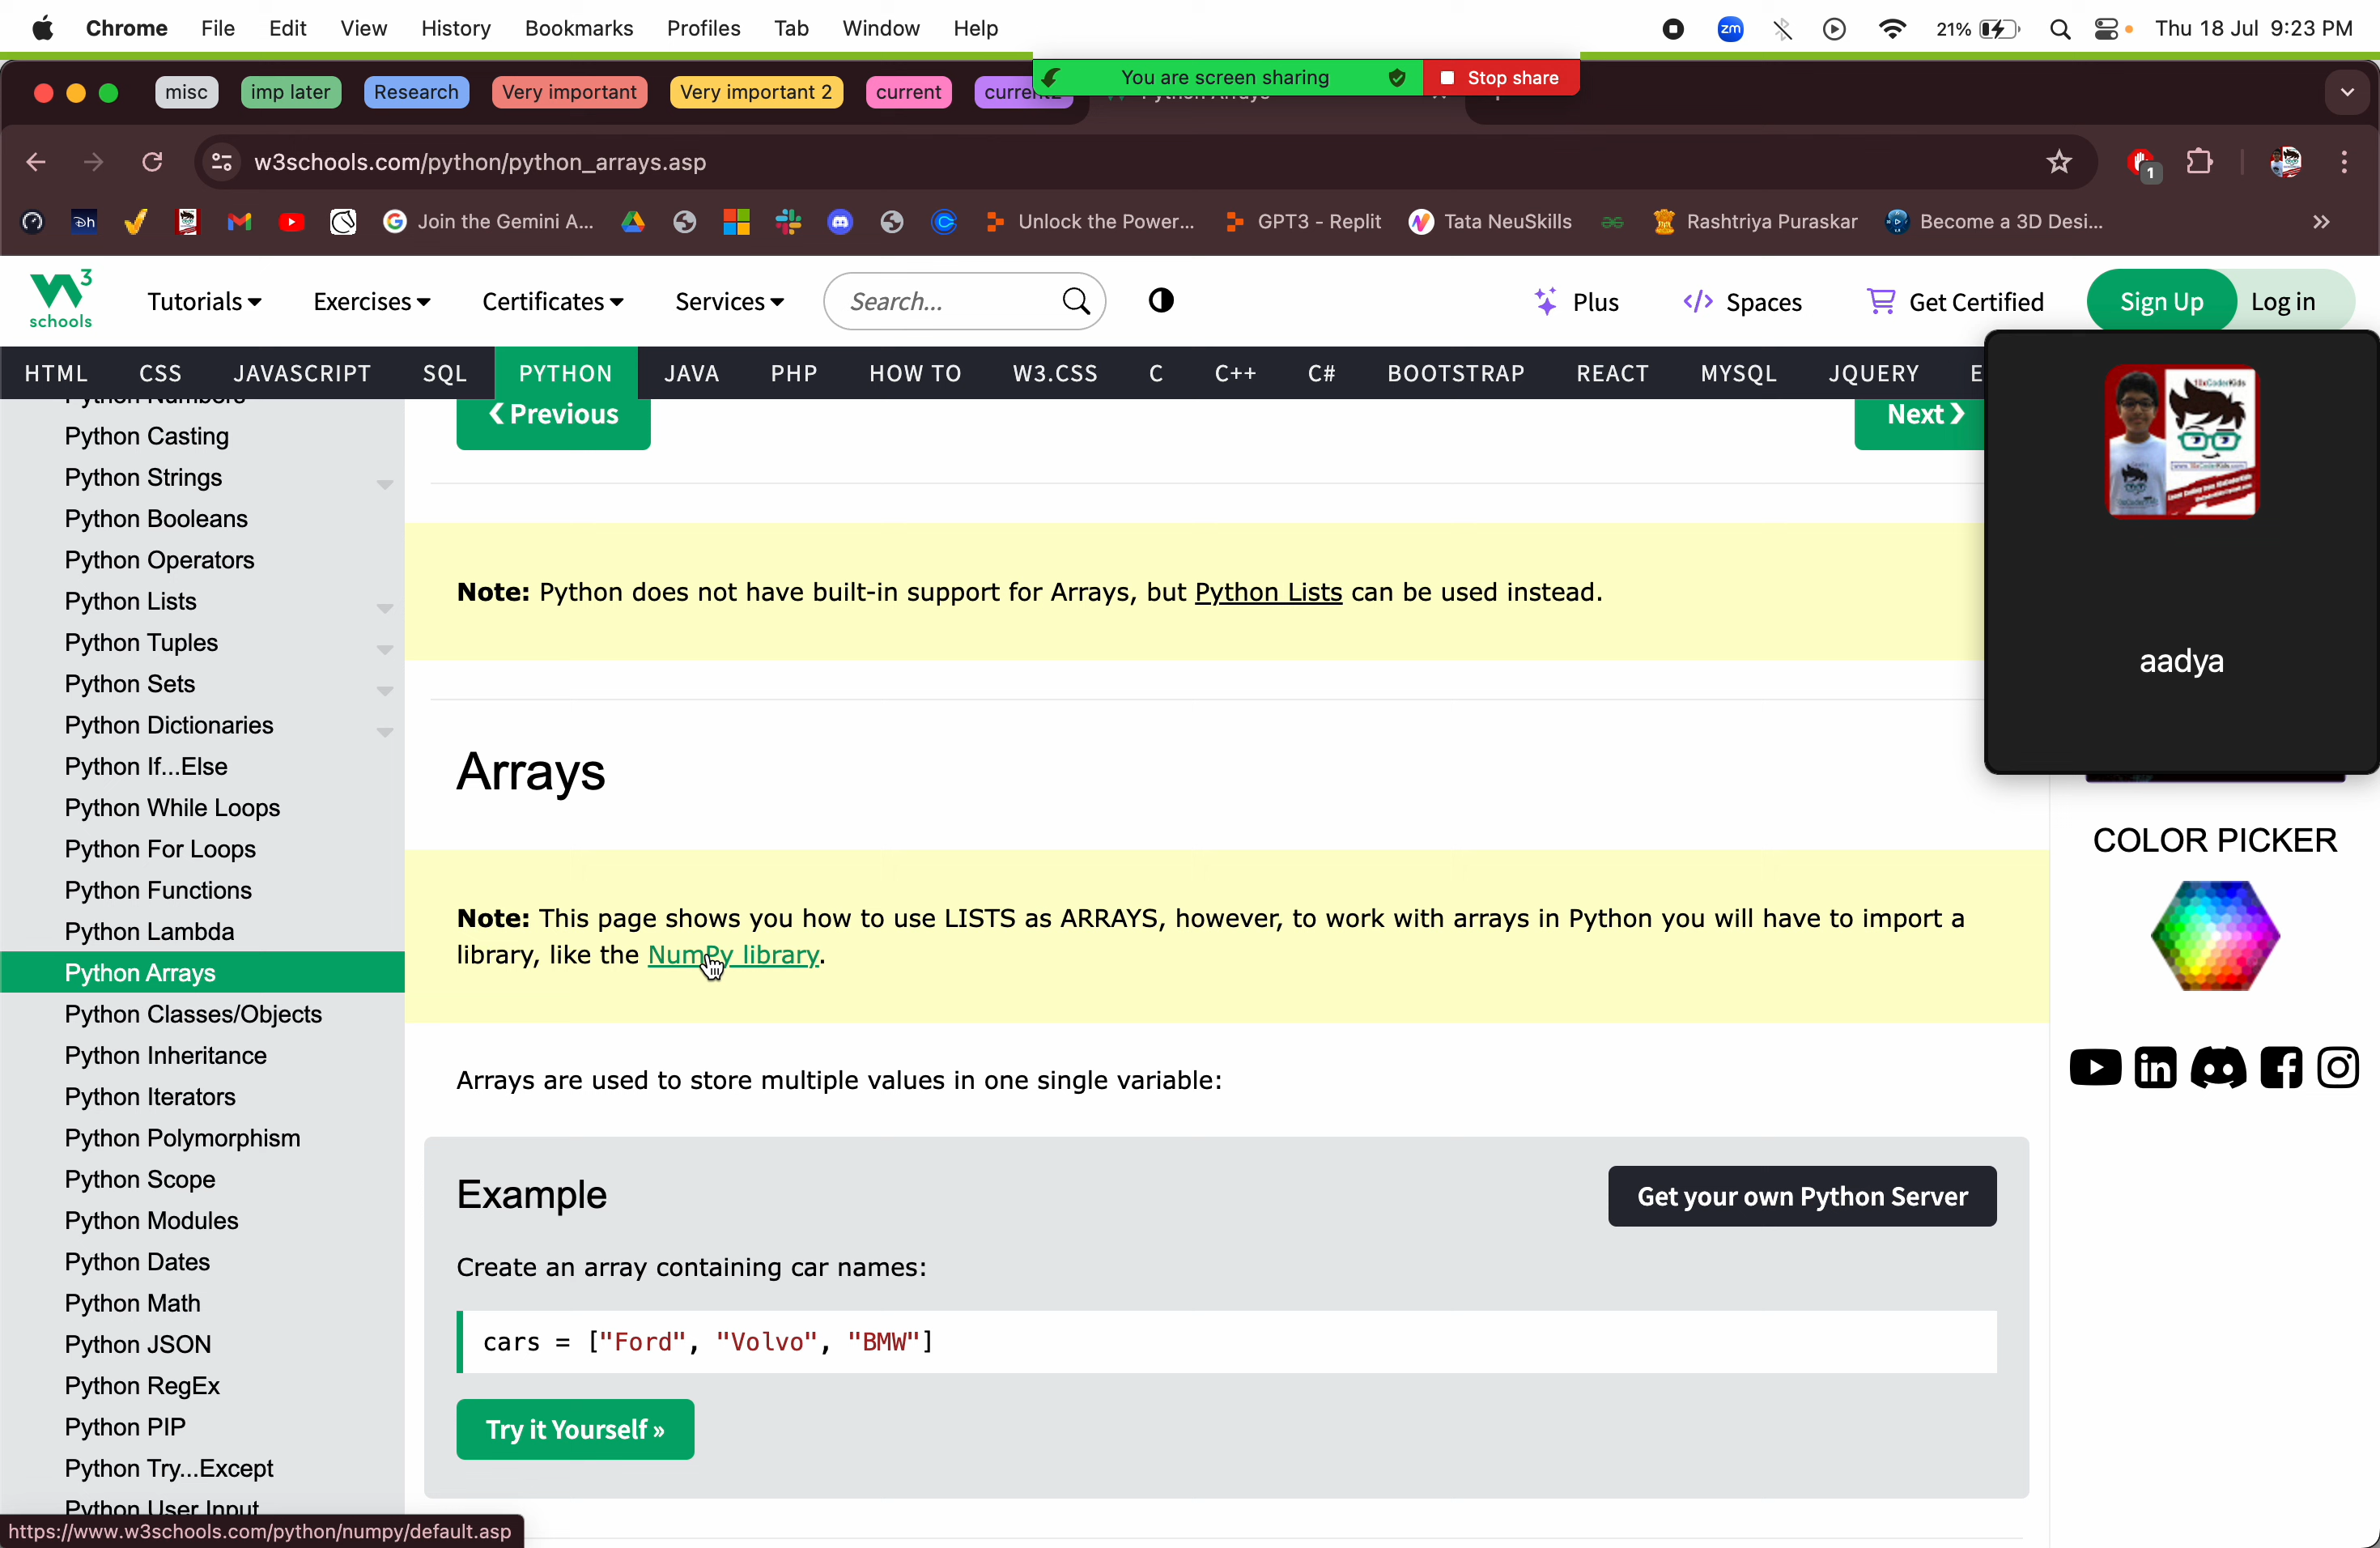 Chrome File Edit View History Bookmarks Profiles Tab Window Help
zm 21% Thu 18 Jul 9:23 PM
You are screen sharing Stop share
misc imp later Research Very important Very important 2 current
w3schools.com/python/python_arrays.asp 1
Join the Gemini A... Unlock the Power... GPT3 - Replit Tata NeuSkills Rashtriya Puraskar Become a 3D Desi...
W3 schools
Tutorials Exercises Certificates Services Search... Plus Spaces Get Certified Sign Up Log in
HTML CSS JAVASCRIPT SQL PYTHON JAVA PHP HOW TO W3.CSS C C++ C# BOOTSTRAP REACT MYSQL JQUERY E
Python Numbers
Python Casting
Python Strings
Python Booleans
Python Operators
Python Lists
Python Tuples
Python Sets
Python Dictionaries
Python If...Else
Python While Loops
Python For Loops
Python Functions
Python Lambda
Python Arrays
Python Classes/Objects
Python Inheritance
Python Iterators
Python Polymorphism
Python Scope
Python Modules
Python Dates
Python Math
Python JSON
Python RegEx
Python PIP
Python Try...Except
Python User Input
https://www.w3schools.com/python/numpy/default.asp
❮ Previous
Next ❯
Note: Python does not have built-in support for Arrays, but Python Lists can be used instead.
Arrays
Note: This page shows you how to use LISTS as ARRAYS, however, to work with arrays in Python you will have to import a
library, like the NumPy library.
Arrays are used to store multiple values in one single variable:
Example
Get your own Python Server
Create an array containing car names:
cars = ["Ford", "Volvo", "BMW"]
Try it Yourself »
aadya
COLOR PICKER